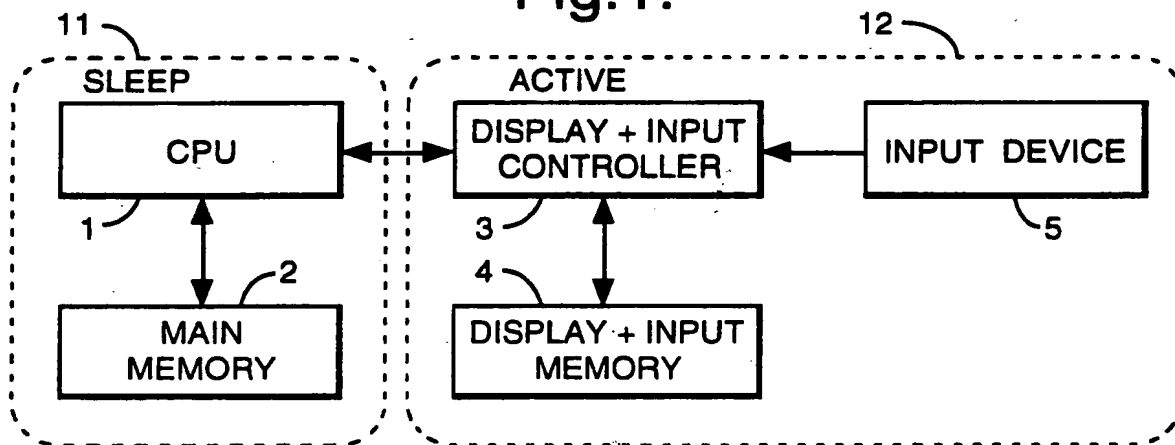 Fig.1.
11
12
SLEEP
ACTIVE
CPU
DISPLAY + INPUT
CONTROLLER
INPUT DEVICE
1
3
5
2
4
MAIN
MEMORY
DISPLAY + INPUT
MEMORY